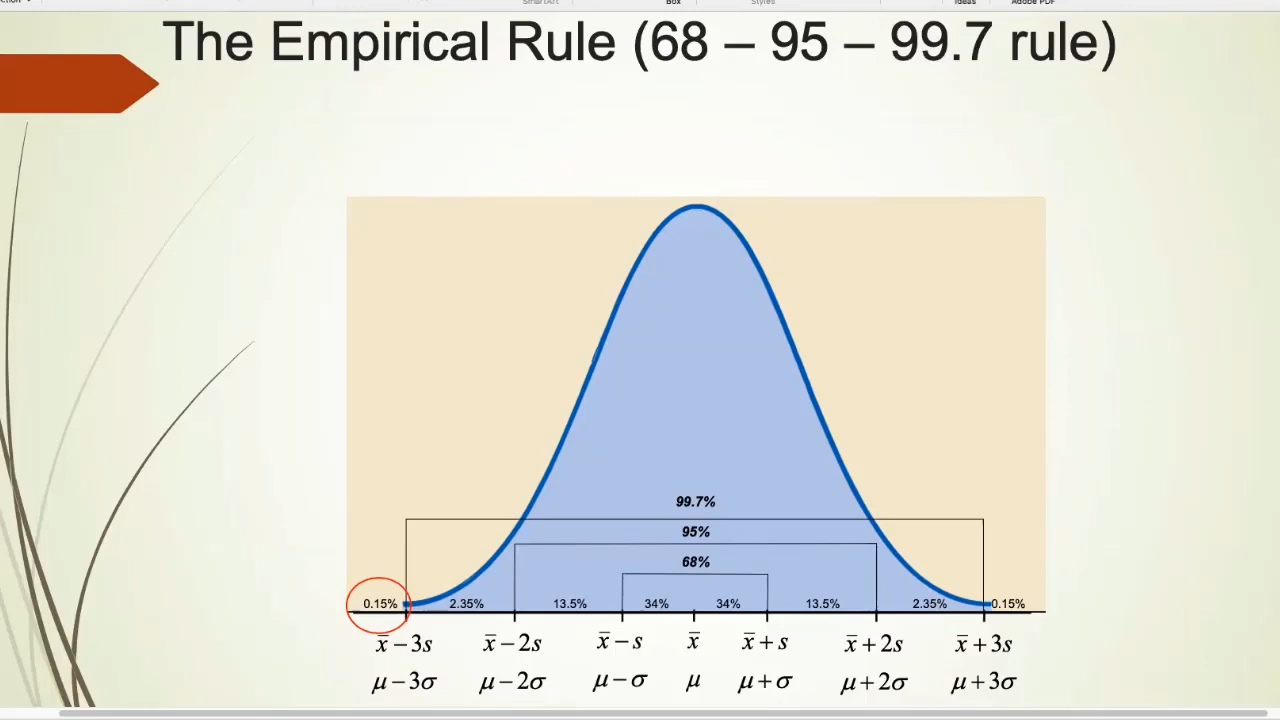 The Empirical Rule (68 – 95 – 99.7 rule)
99.7%
95%
68%
0.15% 2.35% 13.5% 34% 34% 13.5% 2.35% 0.15%
x̅ − 3s x̅ − 2s x̅ − s x̅ x̅ + s x̅ + 2s x̅ + 3s
μ − 3σ μ − 2σ μ − σ μ μ + σ μ + 2σ μ + 3σ